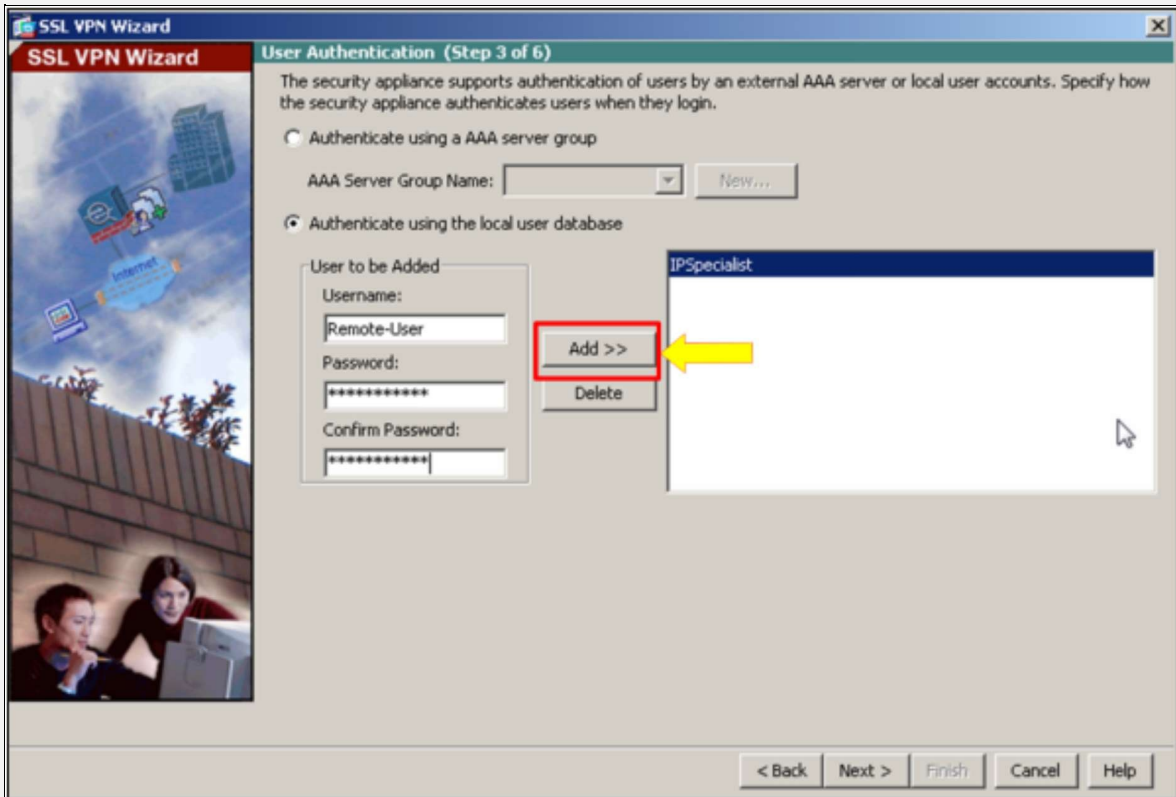 SSL VPN Wizard
SSL VPN Wizard
User Authentication (Step 3 of 6)
The security appliance supports authentication of users by an external AAA server or local user accounts. Specify how
the security appliance authenticates users when they login.
Authenticate using a AAA server group
AAA Server Group Name:
New...
Authenticate using the local user database
User to be Added
Username:
Remote-User
Password:
***********
Confirm Password:
***********
Add >>
Delete
IPSpecialist
Internet
< Back
Next >
Finish
Cancel
Help